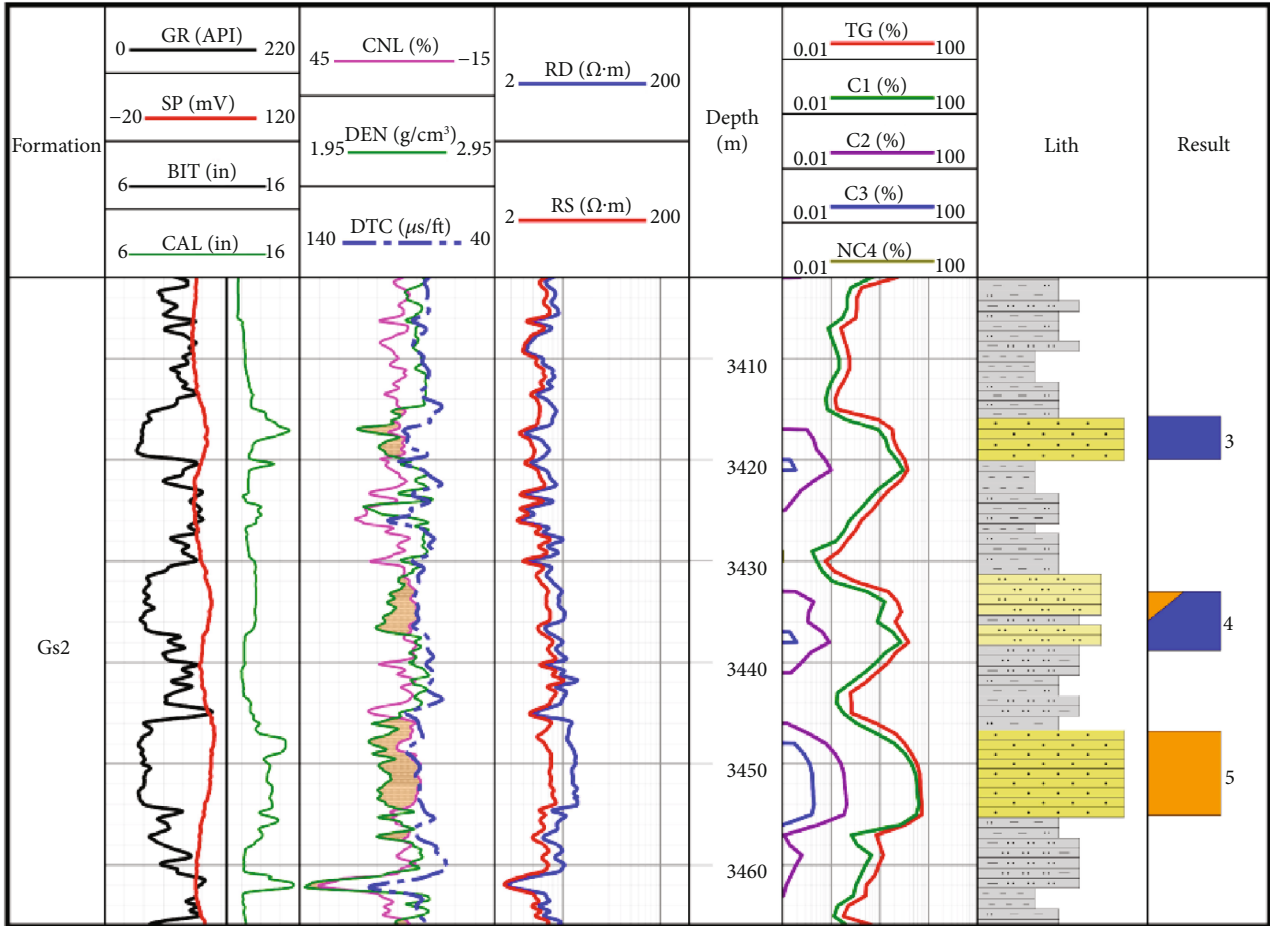 Formation
GR (API)
0 220
SP (mV)
−20 120
BIT (in)
6 16
CAL (in)
6 16
CNL (%)
45 −15
DEN (g/cm³)
1.95 2.95
DTC (μs/ft)
140 40
RD (Ω·m)
2 200
RS (Ω·m)
2 200
Depth
(m)
TG (%)
0.01 100
C1 (%)
0.01 100
C2 (%)
0.01 100
C3 (%)
0.01 100
NC4 (%)
0.01 100
Lith
Result
Gs2
3410
3420
3430
3440
3450
3460
3
4
5